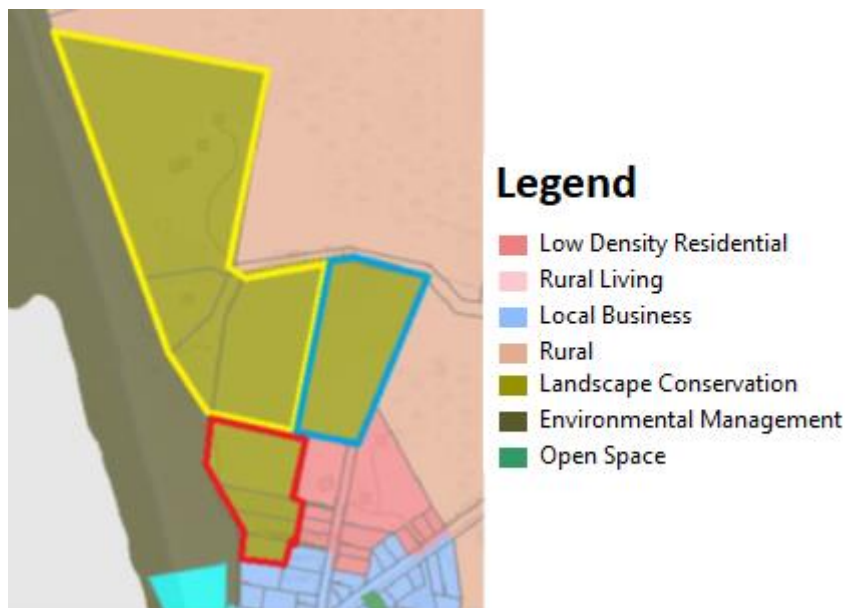 Legend
Low Density Residential
Rural Living
Local Business
Rural
Landscape Conservation
Environmental Management
Open Space